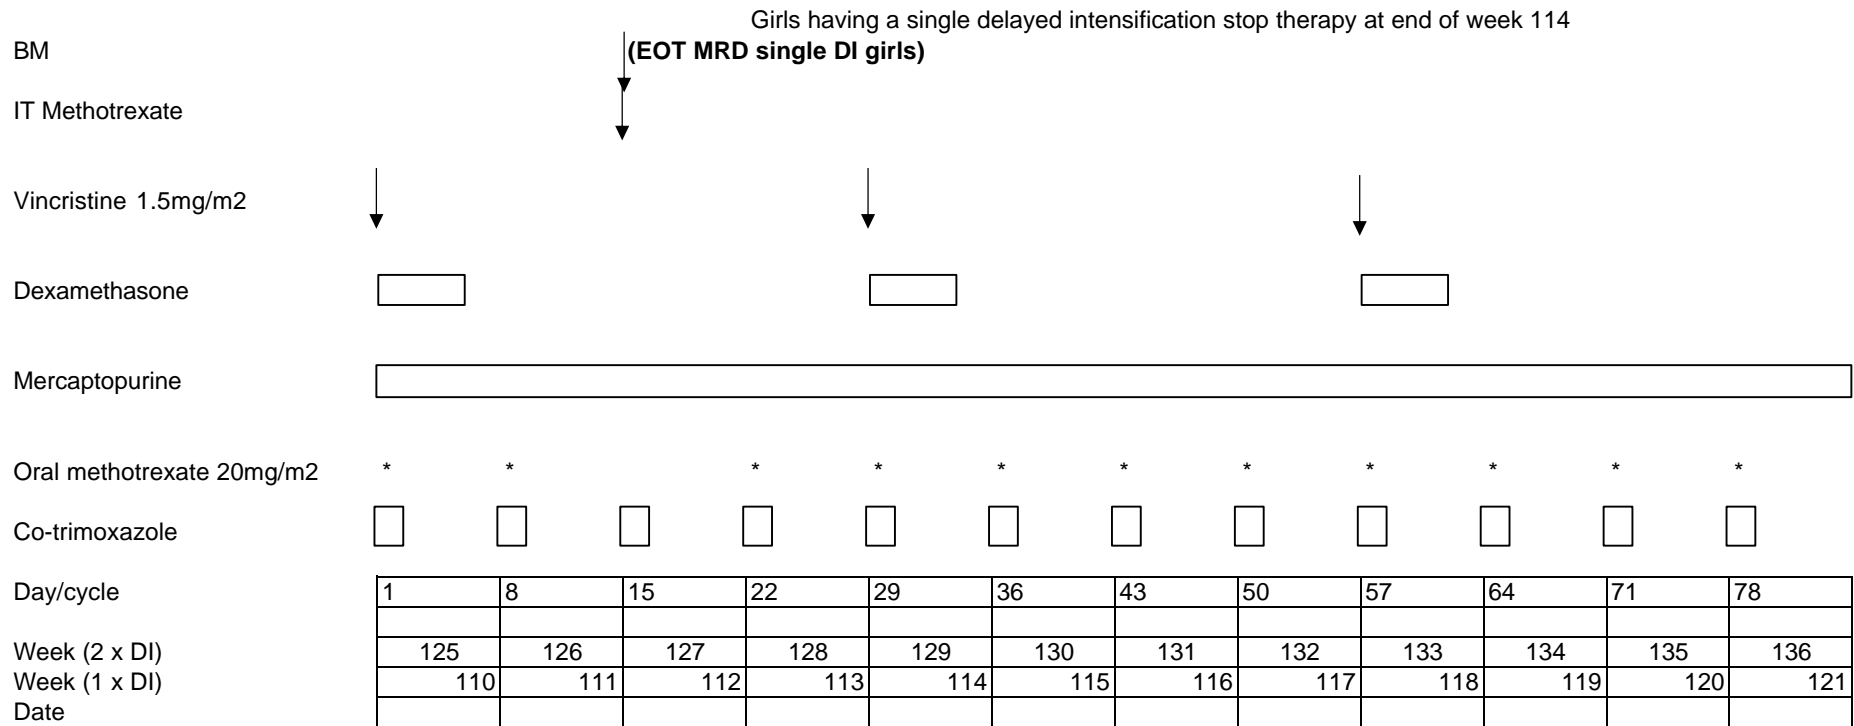 Girls having a single delayed intensification stop therapy at end of week 114
BM (EOT MRD single DI girls)
IT Methotrexate
Vincristine 1.5mg/m2
Dexamethasone
Mercaptopurine
Oral methotrexate 20mg/m2 * * * * * * * * * * *
Co-trimoxazole
Day/cycle 1 8 15 22 29 36 43 50 57 64 71 78
Week (2 x DI) 125 126 127 128 129 130 131 132 133 134 135 136
Week (1 x DI) 110 111 112 113 114 115 116 117 118 119 120 121
Date